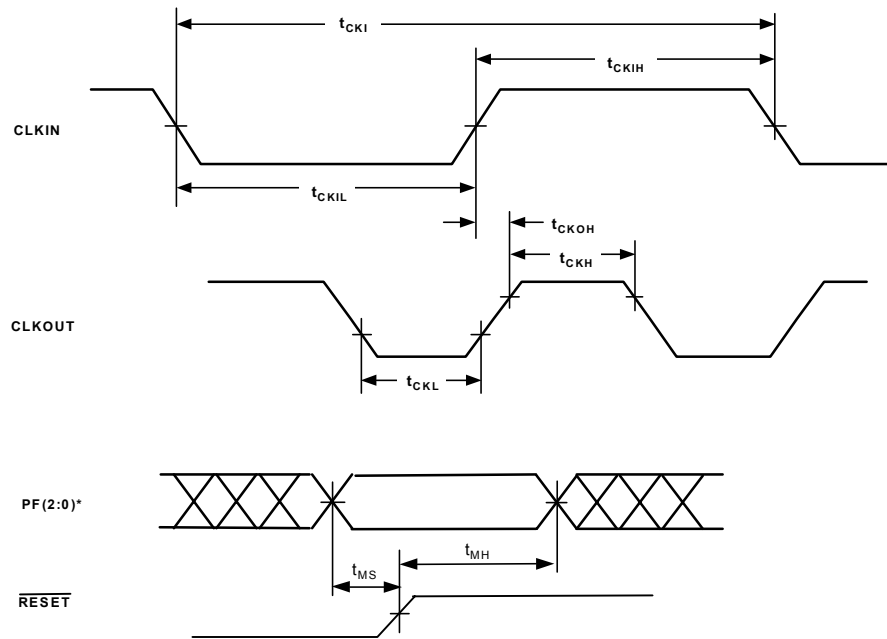 tCKI
tCKIH
CLKIN
tCKIL
tCKOH
tCKH
CLKOUT
tCKL
PF(2:0)*
tMH
tMS
RESET